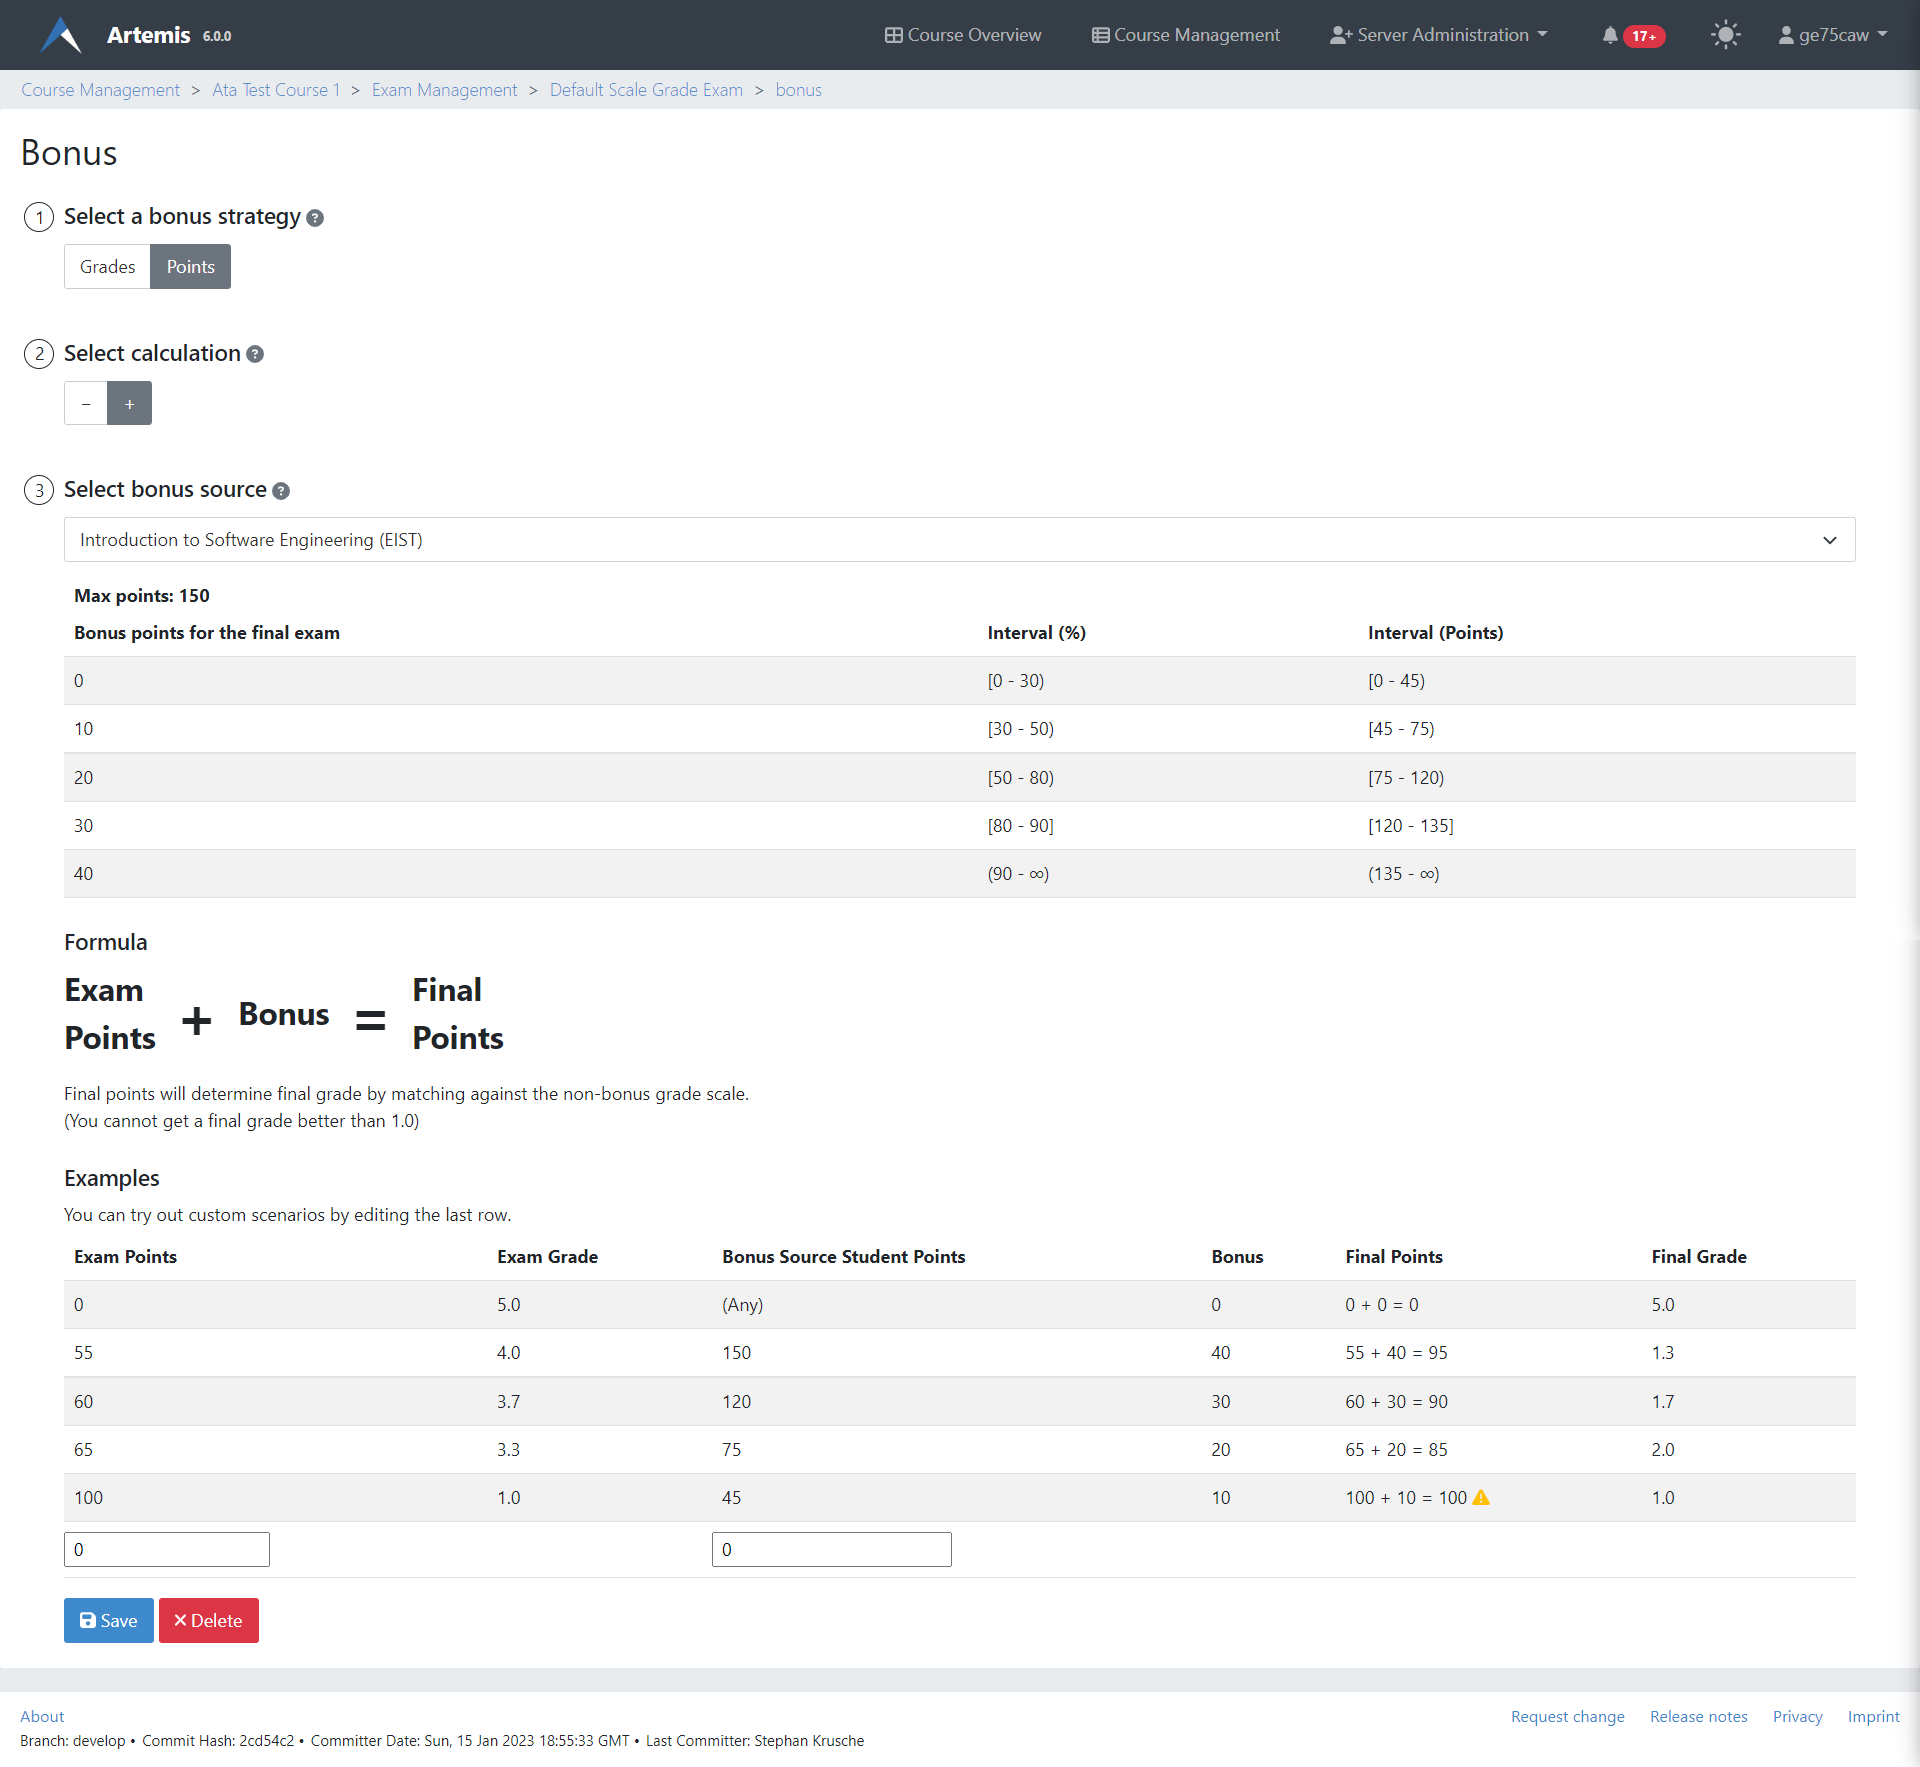 Artemis 6.0.0 Course Overview Course Management Server Administration 17+ ge75caw
Course Management > Ata Test Course 1 > Exam Management > Default Scale Grade Exam > bonus
Bonus
1 Select a bonus strategy ?
Grades Points
2 Select calculation ?
− +
3 Select bonus source ?
Introduction to Software Engineering (EIST)
Max points: 150
Bonus points for the final exam Interval (%) Interval (Points)
0 [0 - 30) [0 - 45)
10 [30 - 50) [45 - 75)
20 [50 - 80) [75 - 120)
30 [80 - 90] [120 - 135]
40 (90 - ∞) (135 - ∞)
Formula
Exam Points + Bonus = Final Points
Final points will determine final grade by matching against the non-bonus grade scale.
(You cannot get a final grade better than 1.0)
Examples
You can try out custom scenarios by editing the last row.
Exam Points Exam Grade Bonus Source Student Points Bonus Final Points Final Grade
0 5.0 (Any) 0 0 + 0 = 0 5.0
55 4.0 150 40 55 + 40 = 95 1.3
60 3.7 120 30 60 + 30 = 90 1.7
65 3.3 75 20 65 + 20 = 85 2.0
100 1.0 45 10 100 + 10 = 100 1.0
0 0
Save Delete
About Request change Release notes Privacy Imprint
Branch: develop • Commit Hash: 2cd54c2 • Committer Date: Sun, 15 Jan 2023 18:55:33 GMT • Last Committer: Stephan Krusche